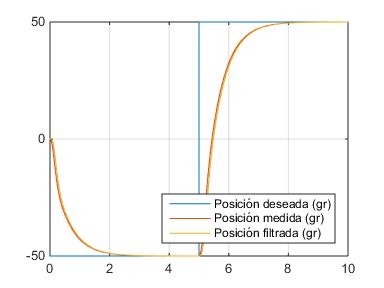 50
0
-50
Posición deseada (gr)
Posición medida (gr)
Posición filtrada (gr)
0 2 4 6 8 10